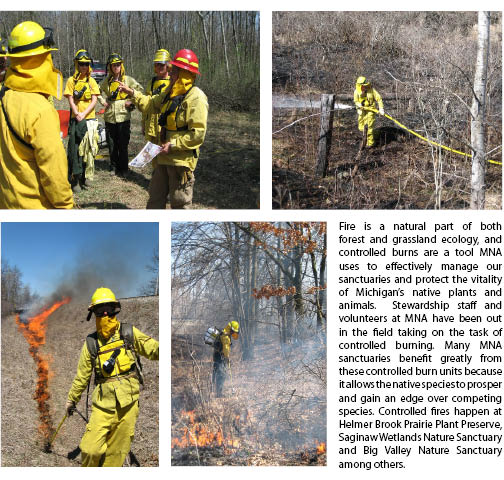 Fire is a natural part of both
forest and grassland ecology, and
controlled burns are a tool MNA
uses to effectively manage our
sanctuaries and protect the vitality
of Michigan's native plants and
animals. Stewardship staff and
volunteers at MNA have been out
in the field taking on the task of
controlled burning. Many MNA
sanctuaries benefit greatly from
these controlled burn units because
it allows the native species to prosper
and gain an edge over competing
species. Controlled fires happen at
Helmer Brook Prairie Plant Preserve,
Saginaw Wetlands Nature Sanctuary
and Big Valley Nature Sanctuary
among others.